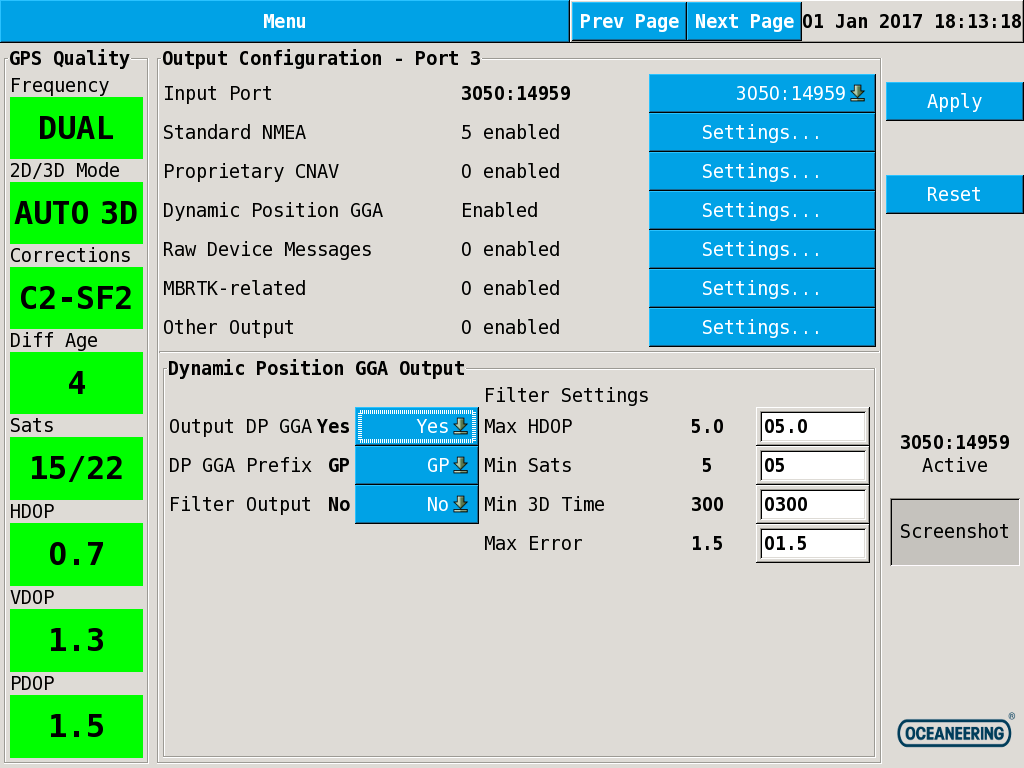 Menu Prev Page Next Page 01 Jan 2017 18:13:18
GPS Quality
Frequency
DUAL
2D/3D Mode
AUTO 3D
Corrections
C2-SF2
Diff Age
4
Sats
15/22
HDOP
0.7
VDOP
1.3
PDOP
1.5
Output Configuration - Port 3
Input Port 3050:14959 3050:14959
Standard NMEA 5 enabled Settings...
Proprietary CNAV 0 enabled Settings...
Dynamic Position GGA Enabled Settings...
Raw Device Messages 0 enabled Settings...
MBRTK-related 0 enabled Settings...
Other Output 0 enabled Settings...
Dynamic Position GGA Output
Filter Settings
Output DP GGA Yes Yes Max HDOP 5.0 05.0
DP GGA Prefix GP GP Min Sats 5 05
Filter Output No No Min 3D Time 300 0300
Max Error 1.5 01.5
Apply
Reset
3050:14959
Active
Screenshot
OCEANEERING®